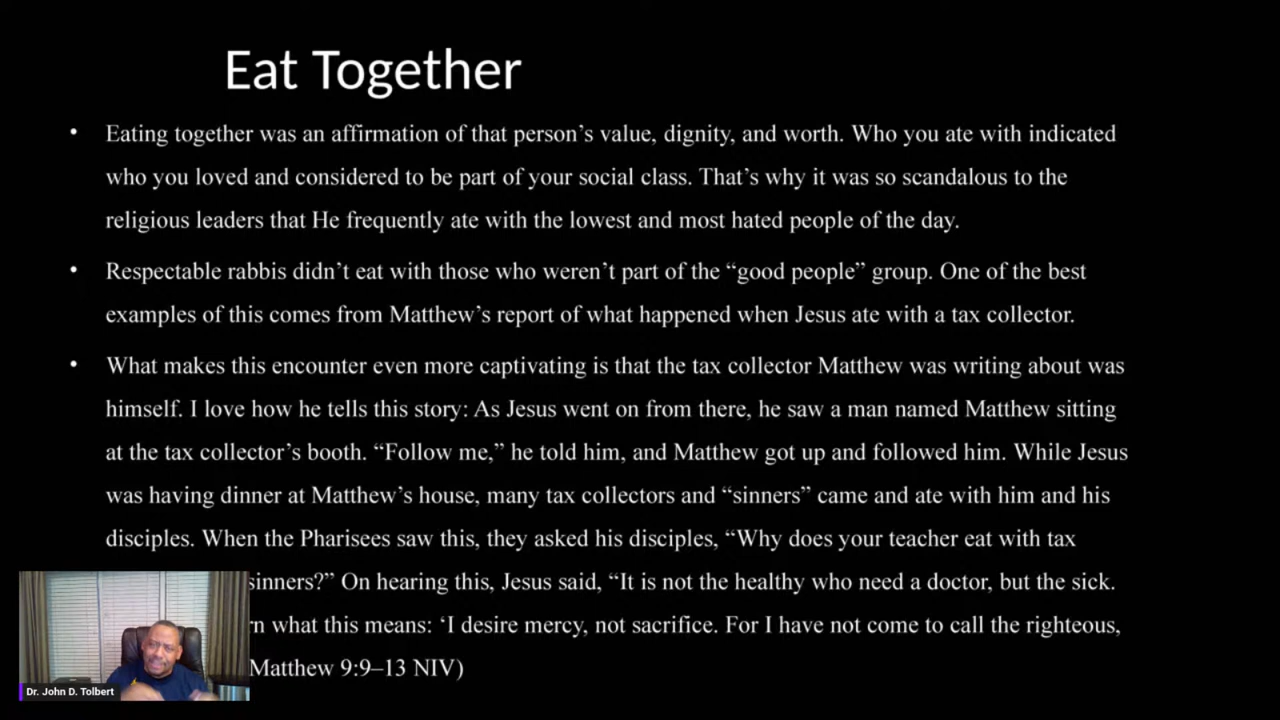 Eat Together
• Eating together was an affirmation of that person’s value, dignity, and worth. Who you ate with indicated
who you loved and considered to be part of your social class. That’s why it was so scandalous to the
religious leaders that He frequently ate with the lowest and most hated people of the day.
• Respectable rabbis didn’t eat with those who weren’t part of the “good people” group. One of the best
examples of this comes from Matthew’s report of what happened when Jesus ate with a tax collector.
• What makes this encounter even more captivating is that the tax collector Matthew was writing about was
himself. I love how he tells this story: As Jesus went on from there, he saw a man named Matthew sitting
at the tax collector’s booth. “Follow me,” he told him, and Matthew got up and followed him. While Jesus
was having dinner at Matthew’s house, many tax collectors and “sinners” came and ate with him and his
disciples. When the Pharisees saw this, they asked his disciples, “Why does your teacher eat with tax
sinners?” On hearing this, Jesus said, “It is not the healthy who need a doctor, but the sick.
what this means: ‘I desire mercy, not sacrifice. For I have not come to call the righteous,
Matthew 9:9–13 NIV)
Dr. John D. Tolbert